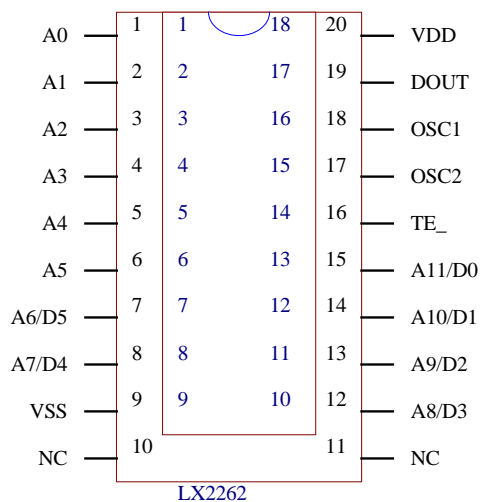 A0 1 1 18 20 VDD
A1 2 2 17 19 DOUT
A2 3 3 16 18 OSC1
A3 4 4 15 17 OSC2
A4 5 5 14 16 TE_
A5 6 6 13 15 A11/D0
A6/D5 7 7 12 14 A10/D1
A7/D4 8 8 11 13 A9/D2
VSS 9 9 10 12 A8/D3
NC 10 11 NC
LX2262